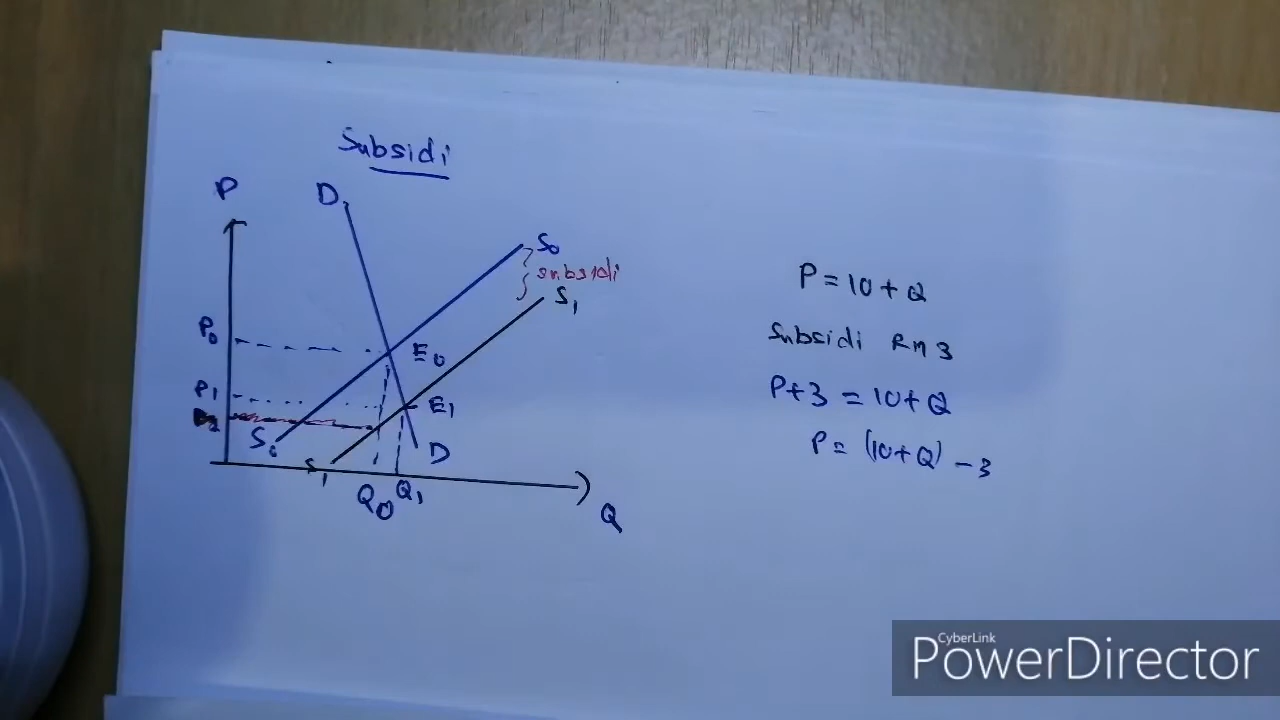 Subsidi
P
D
S0
subsidi
S1
P0
E0
P1
E1
P2
S0
D
S1
Q0 Q1
Q
P = 10 + Q
Subsidi RM 3
P + 3 = 10 + Q
P = (10 + Q) - 3
CyberLink
PowerDirector